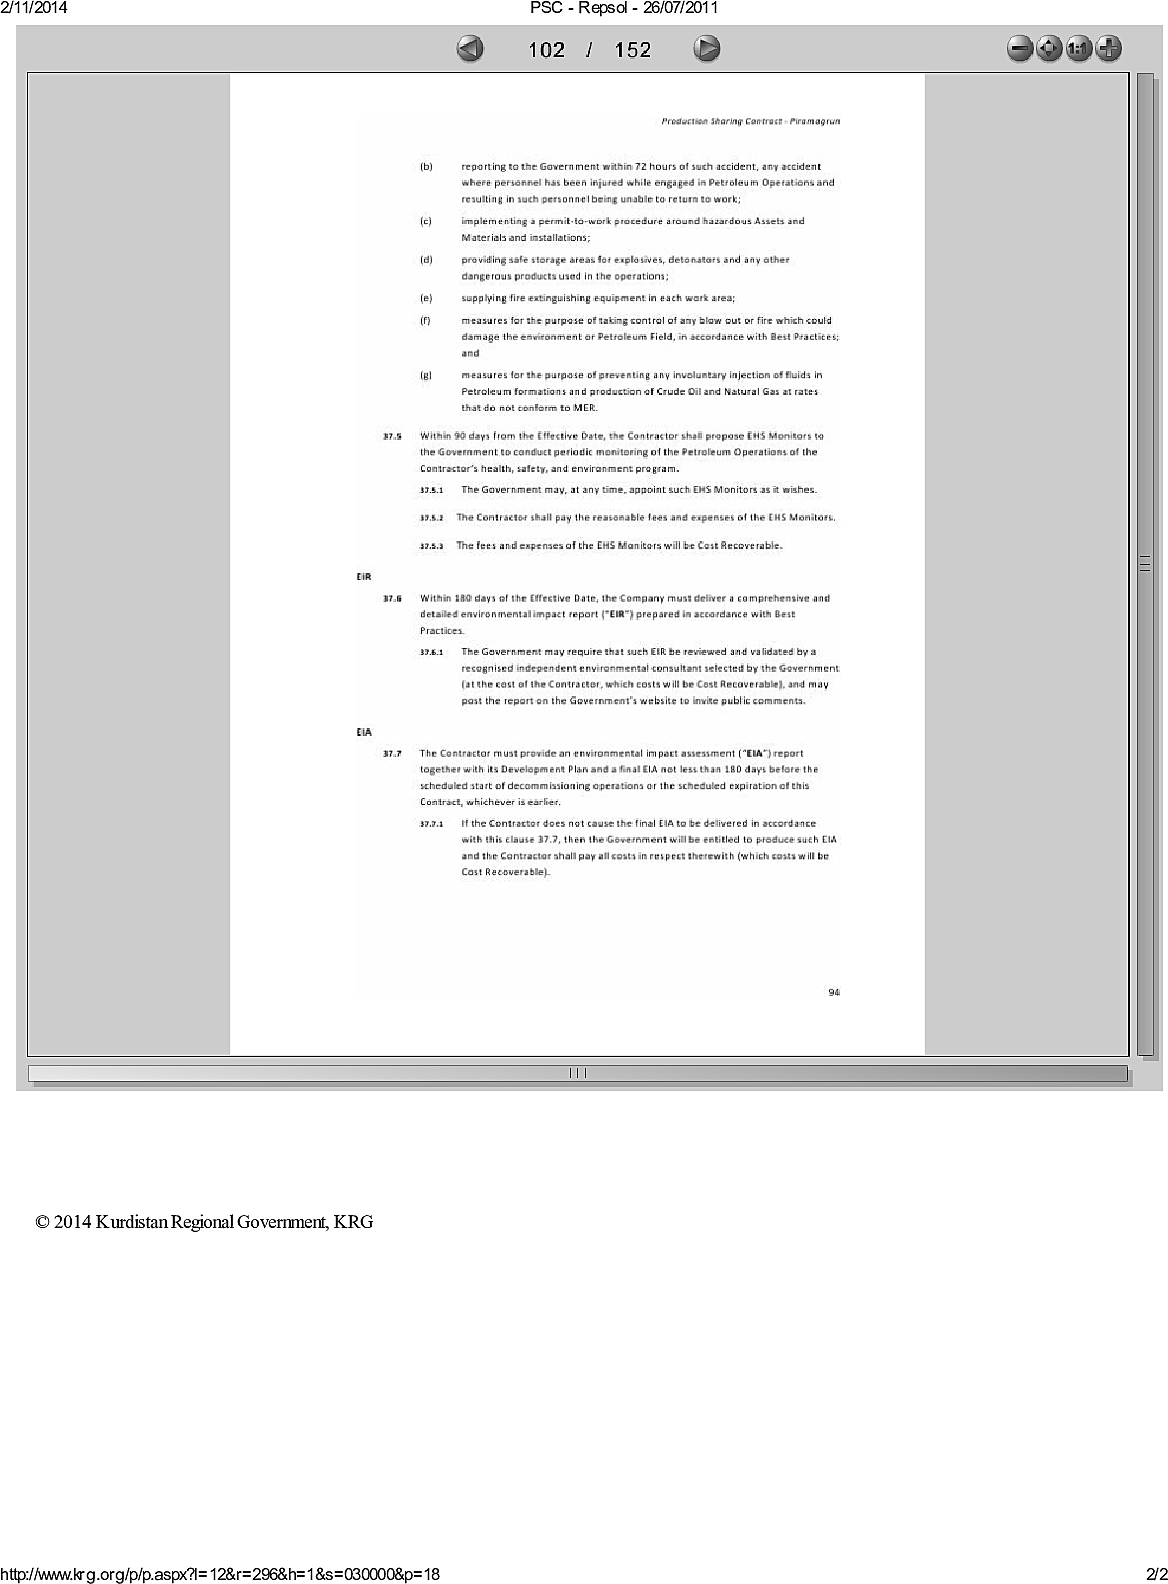 2/11/2014
PSC - Repsol - 26/07/2011
102 / 152
1:1
Production Sharing Contract - Piramagrun
(b) reporting to the Government within 72 hours of such accident, any accident
where personnel has been injured while engaged in Petroleum Operations and
resulting in such personnel being unable to return to work;
(c) implementing a permit-to-work procedure around hazardous Assets and
Materials and installations;
(d) providing safe storage areas for explosives, detonators and any other
dangerous products used in the operations;
(e) supplying fire extinguishing equipment in each work area;
(f) measures for the purpose of taking control of any blow out or fire which could
damage the environment or Petroleum Field, in accordance with Best Practices;
and
(g) measures for the purpose of preventing any involuntary injection of fluids in
Petroleum formations and production of Crude Oil and Natural Gas at rates
that do not conform to MER.
37.5 Within 90 days from the Effective Date, the Contractor shall propose EHS Monitors to
the Government to conduct periodic monitoring of the Petroleum Operations of the
Contractor's health, safety, and environment program.
37.5.1 The Government may, at any time, appoint such EHS Monitors as it wishes.
37.5.2 The Contractor shall pay the reasonable fees and expenses of the EHS Monitors.
37.5.3 The fees and expenses of the EHS Monitors will be Cost Recoverable.
EIR
37.6 Within 180 days of the Effective Date, the Company must deliver a comprehensive and
detailed environmental impact report ("EIR") prepared in accordance with Best
Practices.
37.6.1 The Government may require that such EIR be reviewed and validated by a
recognised independent environmental consultant selected by the Government
(at the cost of the Contractor, which costs will be Cost Recoverable), and may
post the report on the Government's website to invite public comments.
EIA
37.7 The Contractor must provide an environmental impact assessment ("EIA") report
together with its Development Plan and a final EIA not less than 180 days before the
scheduled start of decommissioning operations or the scheduled expiration of this
Contract, whichever is earlier.
37.7.1 If the Contractor does not cause the final EIA to be delivered in accordance
with this clause 37.7, then the Government will be entitled to produce such EIA
and the Contractor shall pay all costs in respect therewith (which costs will be
Cost Recoverable).
94
© 2014 Kurdistan Regional Government, KRG
http://www.krg.org/p/p.aspx?l=12&r=296&h=1&s=030000&p=18
2/2